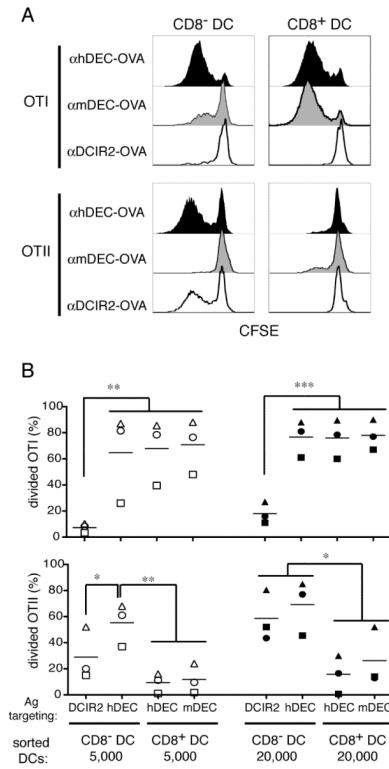 A
CD8⁻ DC CD8⁺ DC
OTI
αhDEC-OVA
αmDEC-OVA
αDCIR2-OVA
OTII
αhDEC-OVA
αmDEC-OVA
αDCIR2-OVA
CFSE
B
** ***
divided OTI (%)
80
60
40
20
0
* ** *
divided OTII (%)
100
80
60
40
20
0
Ag targeting: DCIR2 hDEC hDEC mDEC DCIR2 hDEC hDEC mDEC
sorted DCs: CD8⁻ DC 5,000 CD8⁺ DC 5,000 CD8⁻ DC 20,000 CD8⁺ DC 20,000